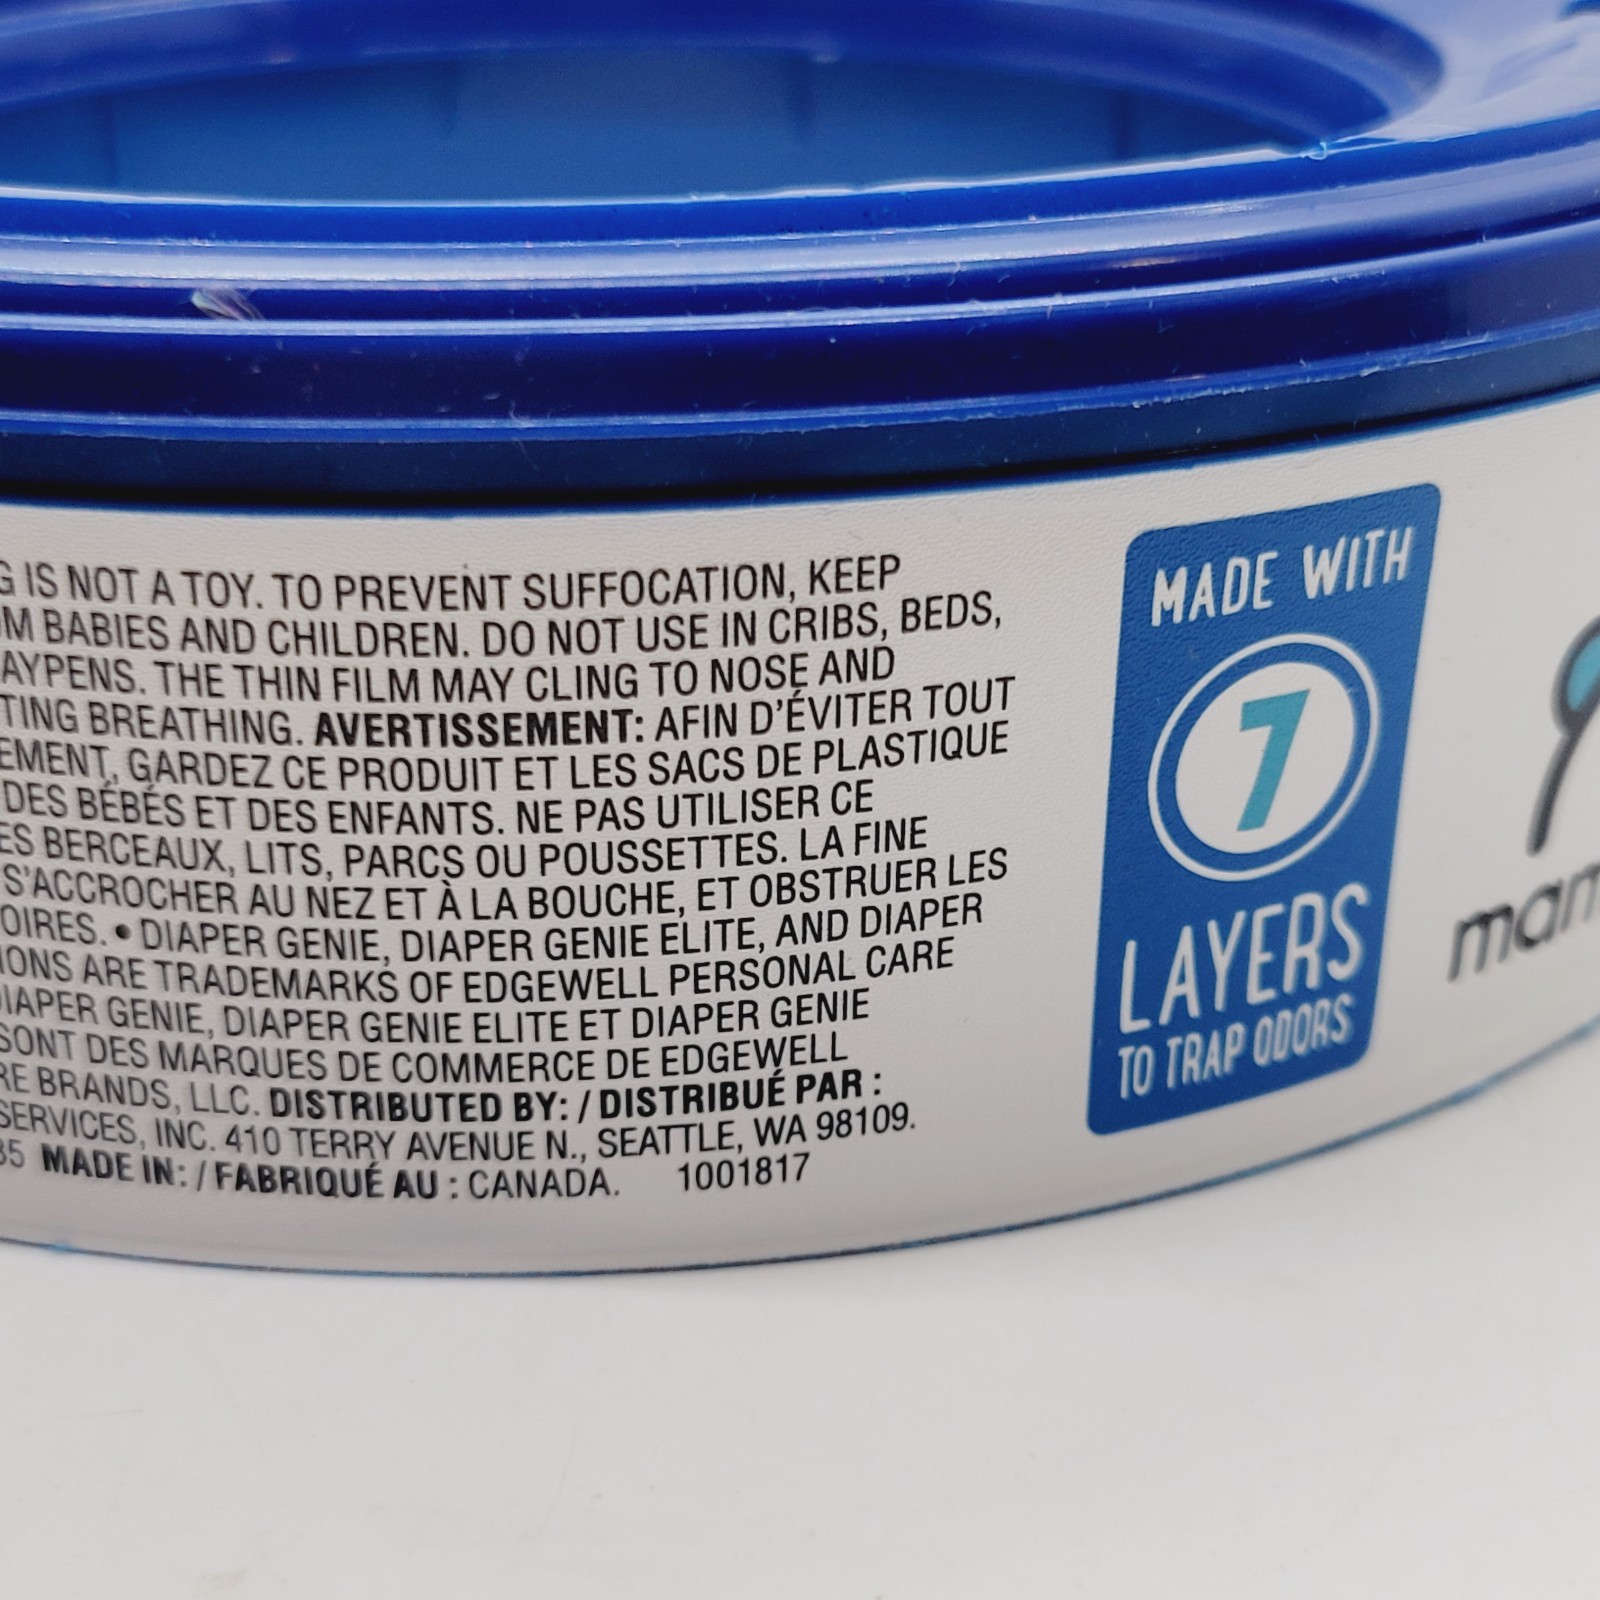 IS NOT A TOY. TO PREVENT SUFFOCATION, KEEP
BABIES AND CHILDREN. DO NOT USE IN CRIBS, BEDS,
AYPENS. THE THIN FILM MAY CLING TO NOSE AND
TING BREATHING. AVERTISSEMENT: AFIN D'ÉVITER TOUT
EMENT, GARDEZ CE PRODUIT ET LES SACS DE PLASTIQUE
DES BÉBÉS ET DES ENFANTS. NE PAS UTILISER CE
ES BERCEAUX, LITS, PARCS OU POUSSETTES. LA FINE
S'ACCROCHER AU NEZ ET À LA BOUCHE, ET OBSTRUER LES
OIRES. • DIAPER GENIE, DIAPER GENIE ELITE, AND DIAPER
IONS ARE TRADEMARKS OF EDGEWELL PERSONAL CARE
DIAPER GENIE, DIAPER GENIE ELITE ET DIAPER GENIE
SONT DES MARQUES DE COMMERCE DE EDGEWELL
RE BRANDS, LLC. DISTRIBUTED BY: / DISTRIBUÉ PAR :
SERVICES, INC. 410 TERRY AVENUE N., SEATTLE, WA 98109.
35 MADE IN: / FABRIQUÉ AU : CANADA. 1001817
MADE WITH
7
LAYERS
TO TRAP ODORS
mam